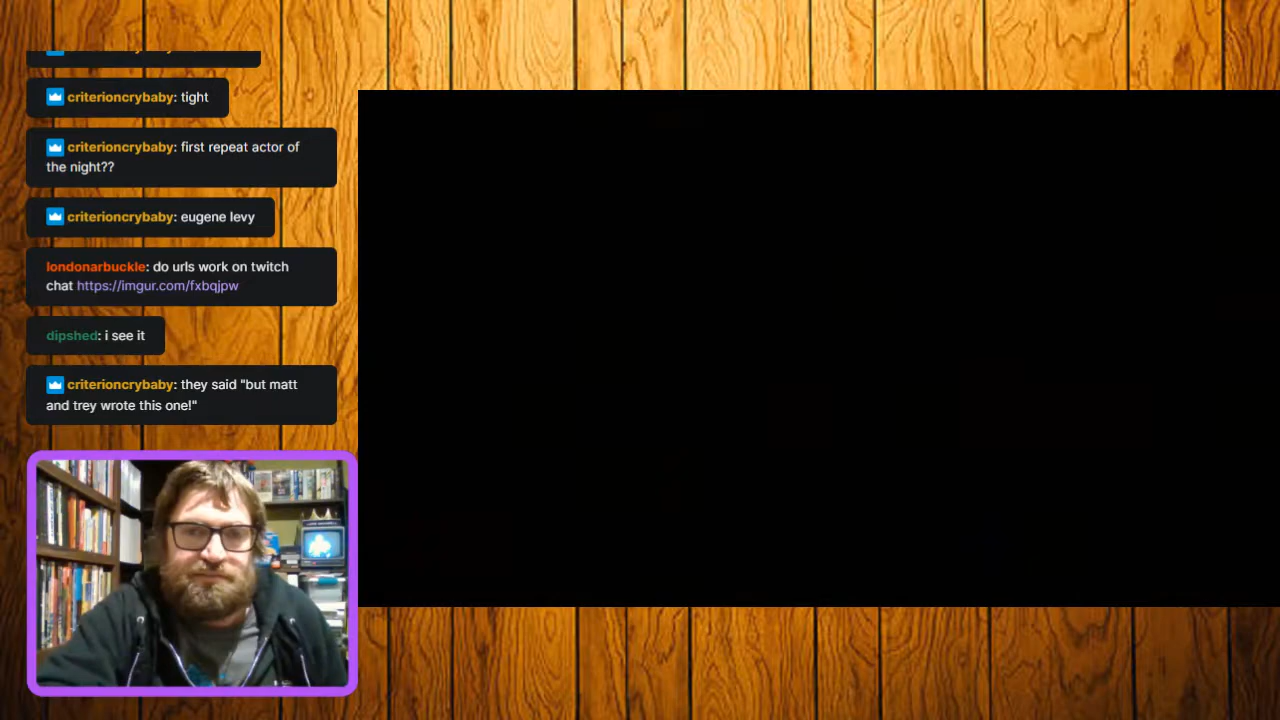 criterioncrybaby: tight
criterioncrybaby: first repeat actor of
the night??
criterioncrybaby: eugene levy
londonarbuckle: do urls work on twitch
chat https://imgur.com/fxbqjpw
dipshed: i see it
criterioncrybaby: they said "but matt
and trey wrote this one!"